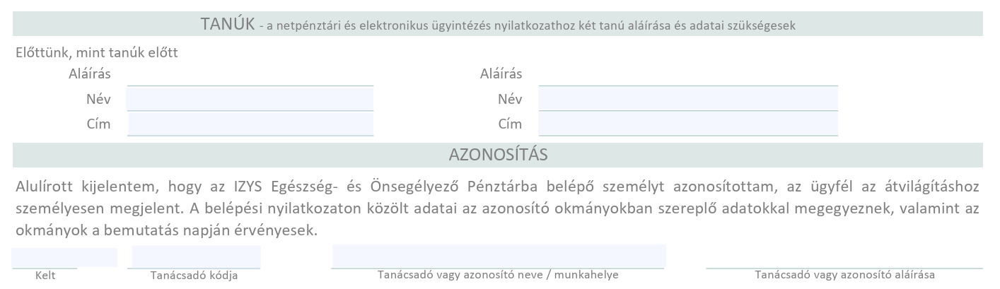 TANÚK - a netpénztári és elektronikus ügyintézés nyilatkozathoz két tanú aláírása és adatai szükségesek
Előttünk, mint tanúk előtt
Aláírás Aláírás
Név Név
Cím Cím
AZONOSÍTÁS
Alulírott kijelentem, hogy az IZYS Egészség- és Önsegélyező Pénztárba belépő személyt azonosítottam, az ügyfél az átvilágításhoz
személyesen megjelent. A belépési nyilatkozaton közölt adatai az azonosító okmányokban szereplő adatokkal megegyeznek, valamint az
okmányok a bemutatás napján érvényesek.
Kelt Tanácsadó kódja Tanácsadó vagy azonosító neve / munkahelye Tanácsadó vagy azonosító aláírása